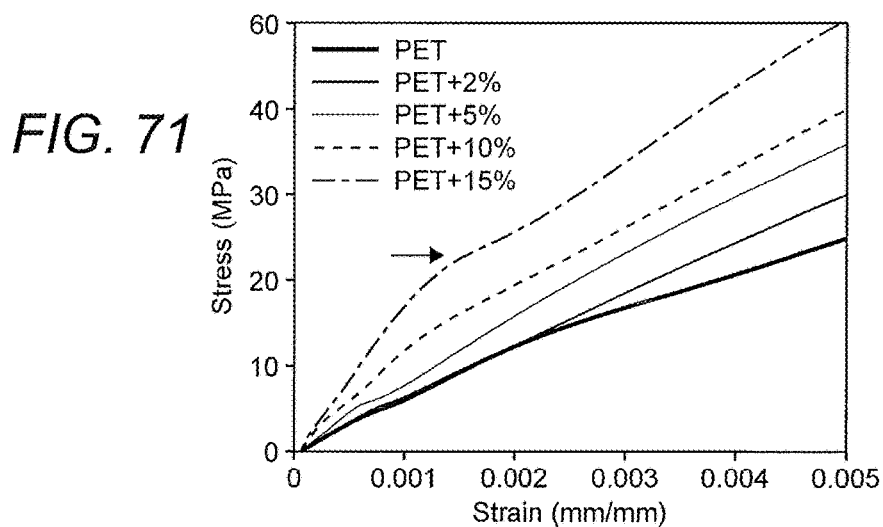 FIG. 71
Stress (MPa)
60
50
40
30
20
10
0
PET
PET+2%
PET+5%
PET+10%
PET+15%
0 0.001 0.002 0.003 0.004 0.005
Strain (mm/mm)